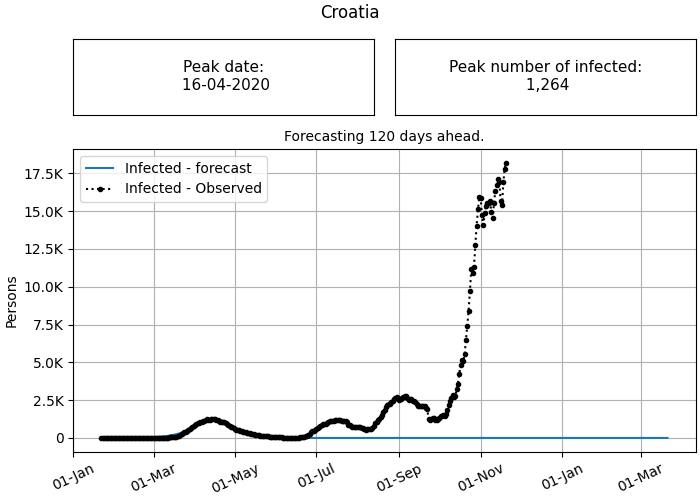 Croatia
Peak date:
16-04-2020
Peak number of infected:
1,264
Forecasting 120 days ahead.
Infected - forecast
Infected - Observed
17.5K
15.0K
12.5K
10.0K
7.5K
5.0K
2.5K
0
Persons
01-Jan
01-Mar
01-May
01-Jul
01-Sep
01-Nov
01-Jan
01-Mar